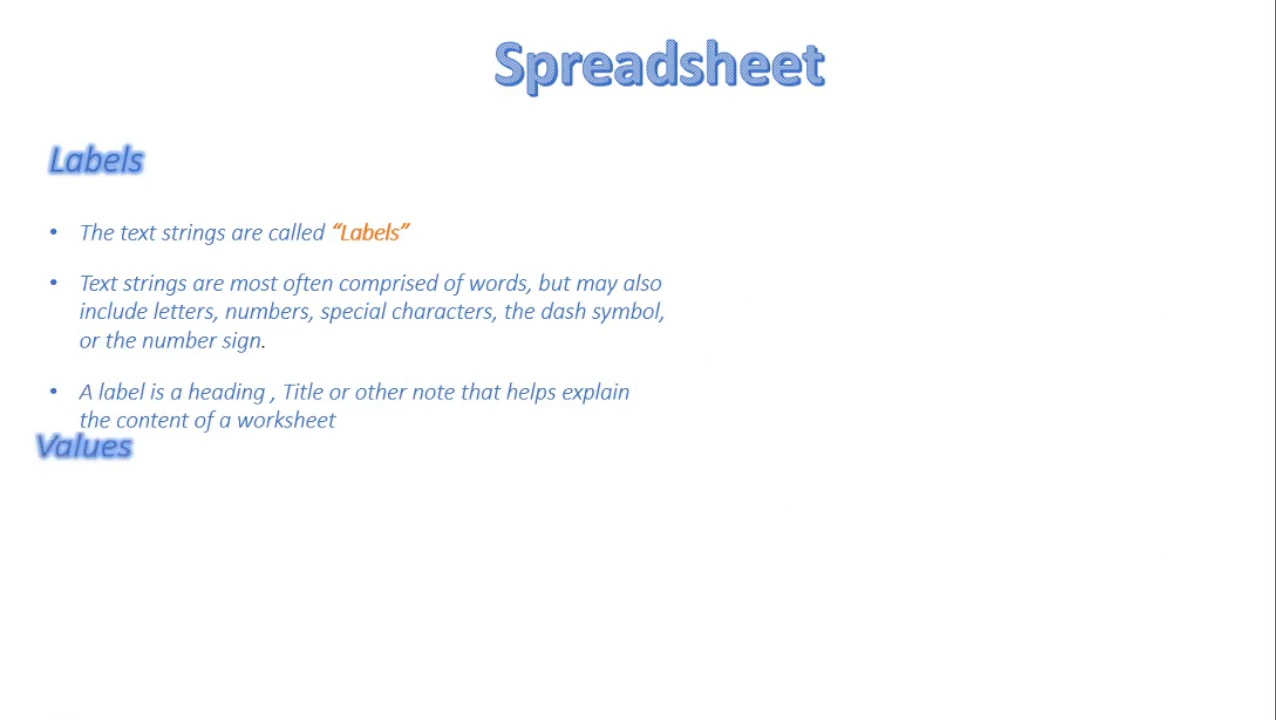 Spreadsheet
Labels
• The text strings are called “Labels”
• Text strings are most often comprised of words, but may also
include letters, numbers, special characters, the dash symbol,
or the number sign.
• A label is a heading , Title or other note that helps explain
the content of a worksheet
Values